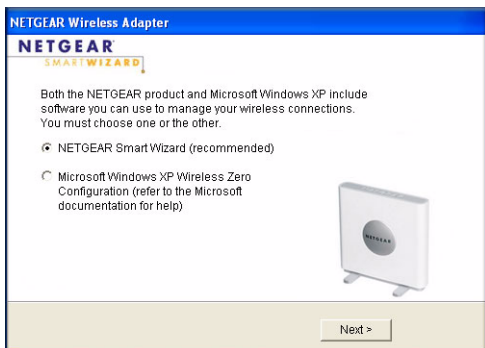 NETGEAR Wireless Adapter
NETGEAR
SMARTWIZARD
Both the NETGEAR product and Microsoft Windows XP include
software you can use to manage your wireless connections.
You must choose one or the other.
NETGEAR Smart Wizard (recommended)
Microsoft Windows XP Wireless Zero
Configuration (refer to the Microsoft
documentation for help)
NETGEAR
Next >